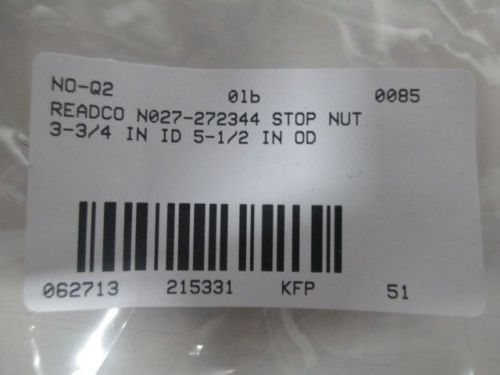 NO-Q2 01b 0085
READCO N027-272344 STOP NUT
3-3/4 IN ID 5-1/2 IN OD
062713 215331 KFP 51